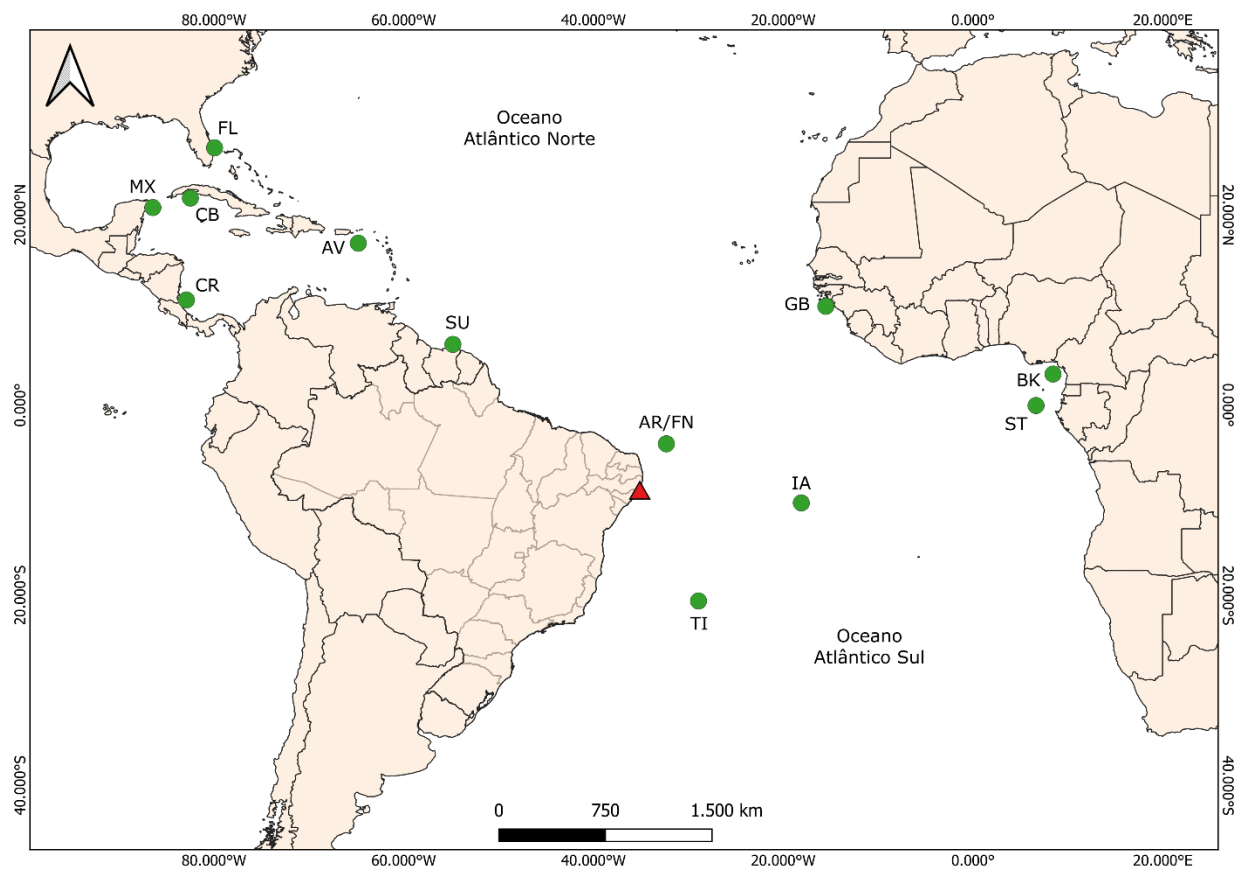 80.000°W 60.000°W 40.000°W 20.000°W 0.000° 20.000°E
Oceano
Atlântico Norte
FL
MX
CB
AV
CR
SU
GB
BK
ST
AR/FN
IA
TI
Oceano
Atlântico Sul
20.000°N
0.000°
20.000°S
40.000°S
20.000°N
0.000°
20.000°S
40.000°S
0 750 1.500 km
80.000°W 60.000°W 40.000°W 20.000°W 0.000° 20.000°E